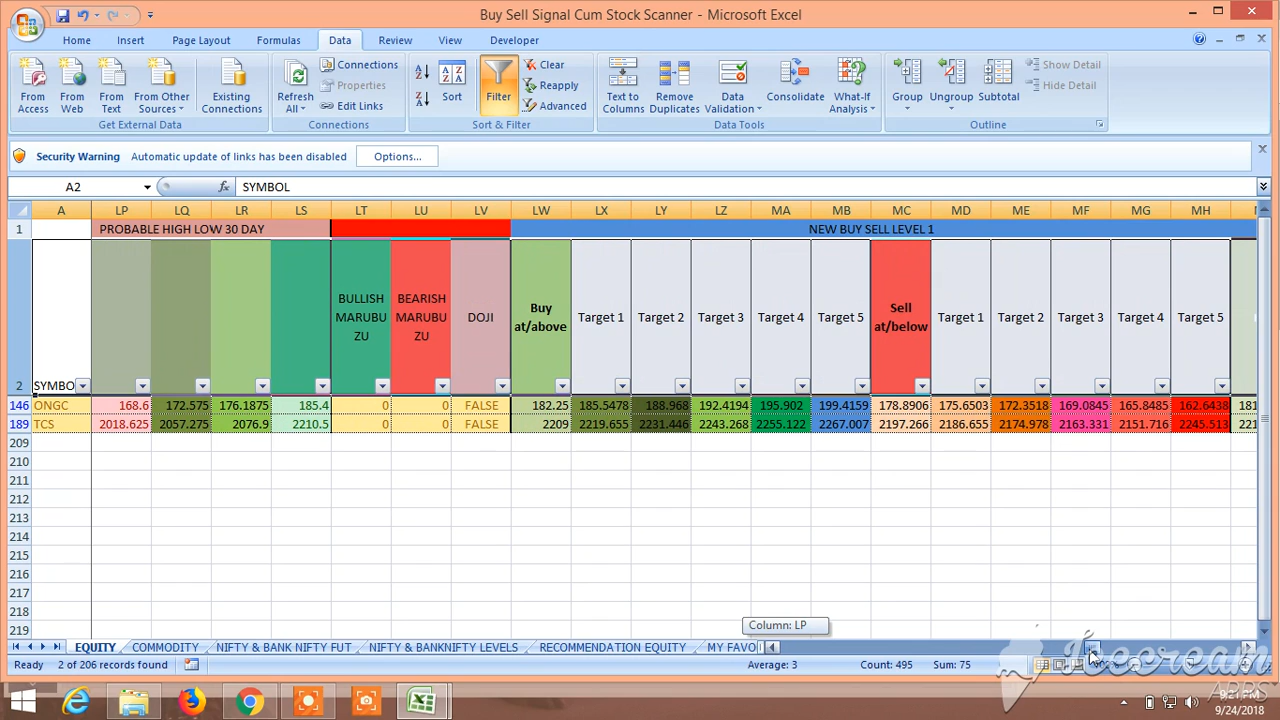 Buy Sell Signal Cum Stock Scanner - Microsoft Excel
Home Insert Page Layout Formulas Data Review View Developer
From Access
From Web
From Text
From Other Sources
Existing Connections
Get External Data
Refresh All
Connections
Properties
Edit Links
Connections
Sort
Filter
Clear
Reapply
Advanced
Sort & Filter
Text to Columns
Remove Duplicates
Data Validation
Consolidate
What-If Analysis
Data Tools
Group
Ungroup
Subtotal
Show Detail
Hide Detail
Outline
Security Warning Automatic update of links has been disabled Options...
A2 fx SYMBOL
A LP LQ LR LS LT LU LV LW LX LY LZ MA MB MC MD ME MF MG MH
1 PROBABLE HIGH LOW 30 DAY NEW BUY SELL LEVEL 1
2 SYMBO
BULLISH MARUBU ZU
BEARISH MARUBU ZU
DOJI
Buy at/above
Target 1 Target 2 Target 3 Target 4 Target 5
Sell at/below
Target 1 Target 2 Target 3 Target 4 Target 5
146 ONGC 168.6 172.575 176.1875 185.4 0 0 FALSE 182.25 185.5478 188.968 192.4194 195.902 199.4159 178.8906 175.6503 172.3518 169.0845 165.8485 162.6438 181
189 TCS 2018.625 2057.275 2076.9 2210.5 0 0 FALSE 2209 2219.655 2231.446 2243.268 2255.122 2267.007 2197.266 2186.655 2174.978 2163.331 2151.716 2245.513 221
209
210
211
212
213
214
215
216
217
218
219
Column: LP
EQUITY COMMODITY NIFTY & BANK NIFTY FUT NIFTY & BANKNIFTY LEVELS RECOMMENDATION EQUITY MY FAVO
Ready 2 of 206 records found Average: 3 Count: 495 Sum: 75
Icecream
APPS
9:21 PM
9/24/2018